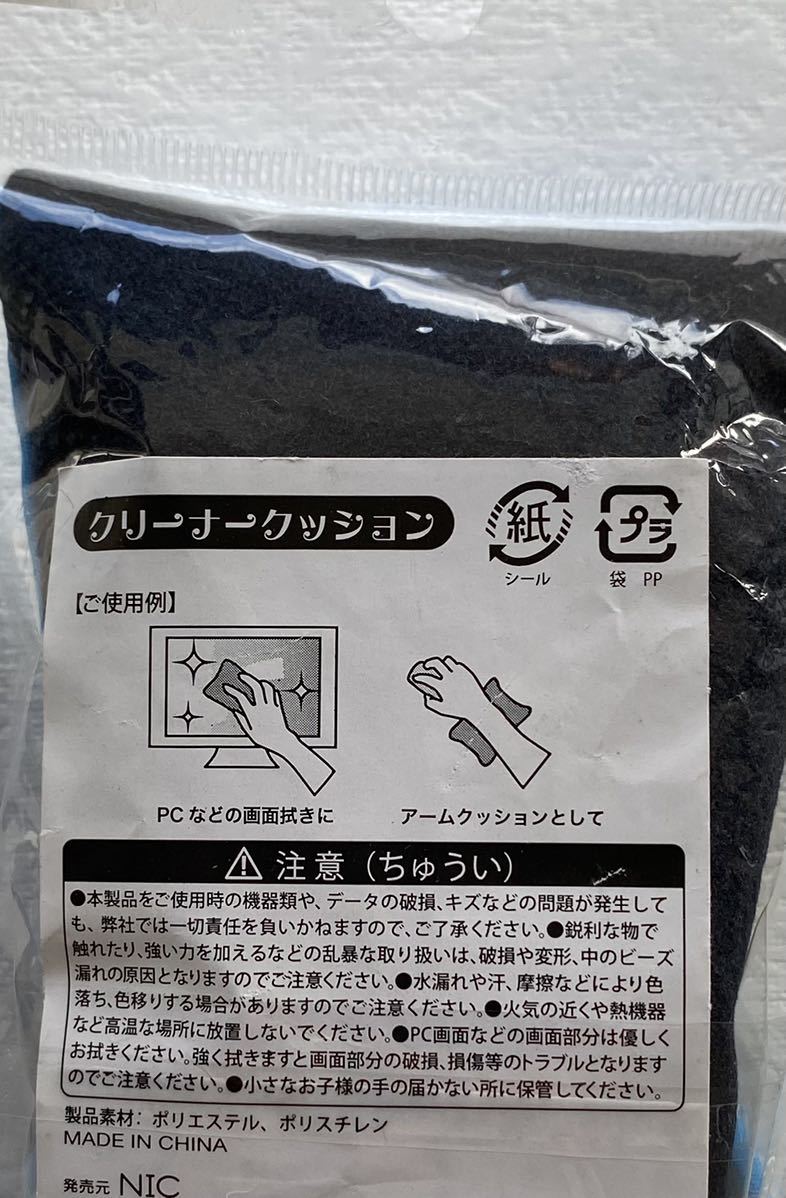 クリーナークッション
紙
シール
プラ
袋 PP
【ご使用例】
PCなどの画面拭きに
アームクッションとして
注意（ちゅうい）
●本製品をご使用時の機器類や、データの破損、キズなどの問題が発生して
も、弊社では一切責任を負いかねますので、ご了承ください。●鋭利な物で
触れたり、強い力を加えるなどの乱暴な取り扱いは、破損や変形、中のビーズ
漏れの原因となりますのでご注意ください。●水漏れや汗、摩擦などにより色
落ち、色移りする場合がありますのでご注意ください。●火気の近くや熱機器
など高温な場所に放置しないでください。●PC画面などの画面部分は優しく
お拭きください。強く拭きますと画面部分の破損、損傷等のトラブルとなります
のでご注意ください。●小さなお子様の手の届かない所に保管してください。
製品素材：ポリエステル、ポリスチレン
MADE IN CHINA
発売元 NIC